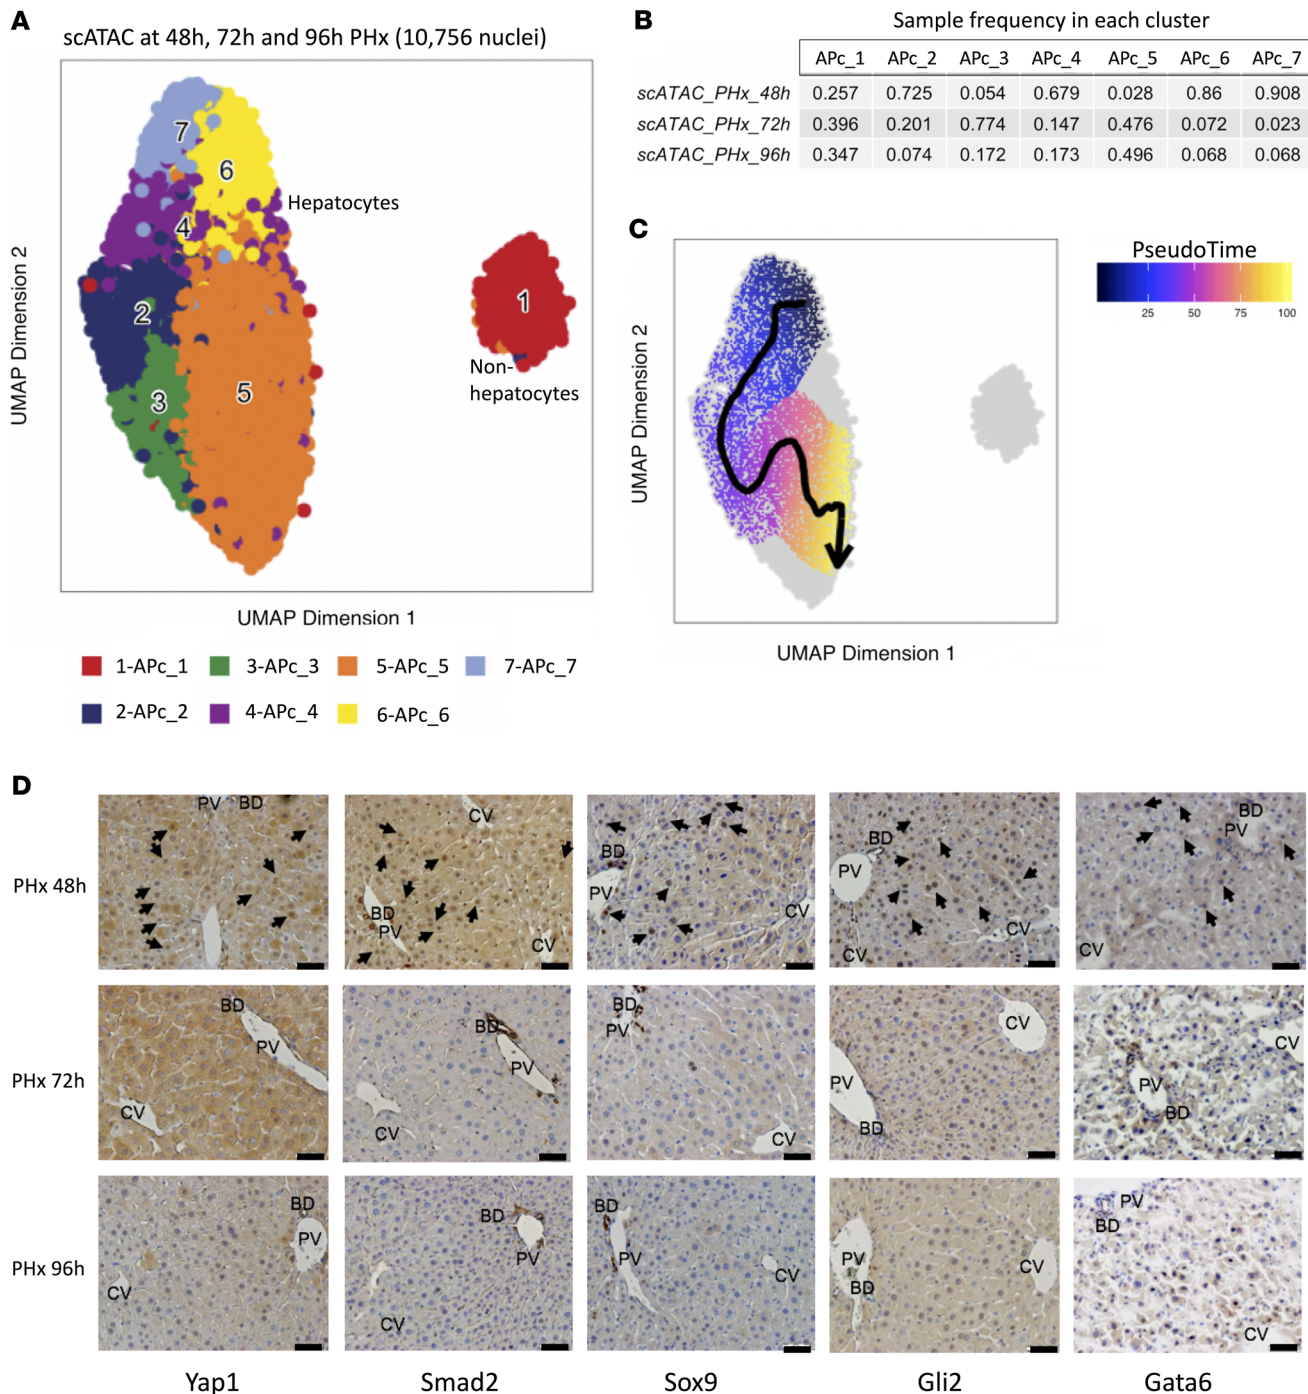 A
scATAC at 48h, 72h and 96h PHx (10,756 nuclei)
7
6
Hepatocytes
4
2
1
3
5
Non-
hepatocytes
UMAP Dimension 2
UMAP Dimension 1
1-APc_1 3-APc_3 5-APc_5 7-APc_7
2-APc_2 4-APc_4 6-APc_6
B
Sample frequency in each cluster
APc_1 APc_2 APc_3 APc_4 APc_5 APc_6 APc_7
scATAC_PHx_48h 0.257 0.725 0.054 0.679 0.028 0.86 0.908
scATAC_PHx_72h 0.396 0.201 0.774 0.147 0.476 0.072 0.023
scATAC_PHx_96h 0.347 0.074 0.172 0.173 0.496 0.068 0.068
C
UMAP Dimension 2
UMAP Dimension 1
PseudoTime
25 50 75 100
D
PHx 48h
PV BD
CV
BD
PV
CV
BD
PV
CV
BD
PV
CV
CV
BD
PV
CV
PHx 72h
BD
PV
CV
BD
PV
CV
BD
PV
CV
CV
PV
BD
CV
PV
BD
PHx 96h
BD
PV
CV
BD
PV
CV
BD
PV
CV
PV
BD
CV
PV
BD
CV
Yap1 Smad2 Sox9 Gli2 Gata6